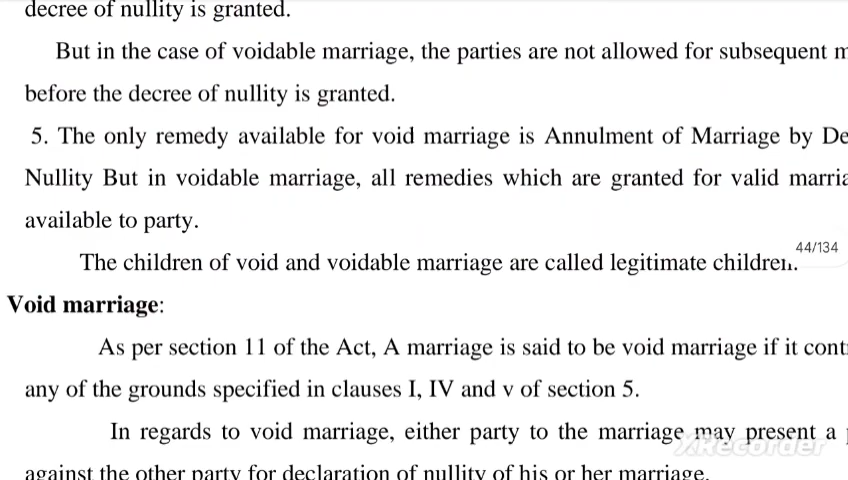 decree of nullity is granted.
But in the case of voidable marriage, the parties are not allowed for subsequent
before the decree of nullity is granted.
5. The only remedy available for void marriage is Annulment of Marriage by
Nullity But in voidable marriage, all remedies which are granted for valid
available to party.
44/134
The children of void and voidable marriage are called legitimate children.
Void marriage:
As per section 11 of the Act, A marriage is said to be void marriage if it
any of the grounds specified in clauses I, IV and v of section 5.
In regards to void marriage, either party to the marriage may present a
XRecorder
against the other party for declaration of nullity of his or her marriage.